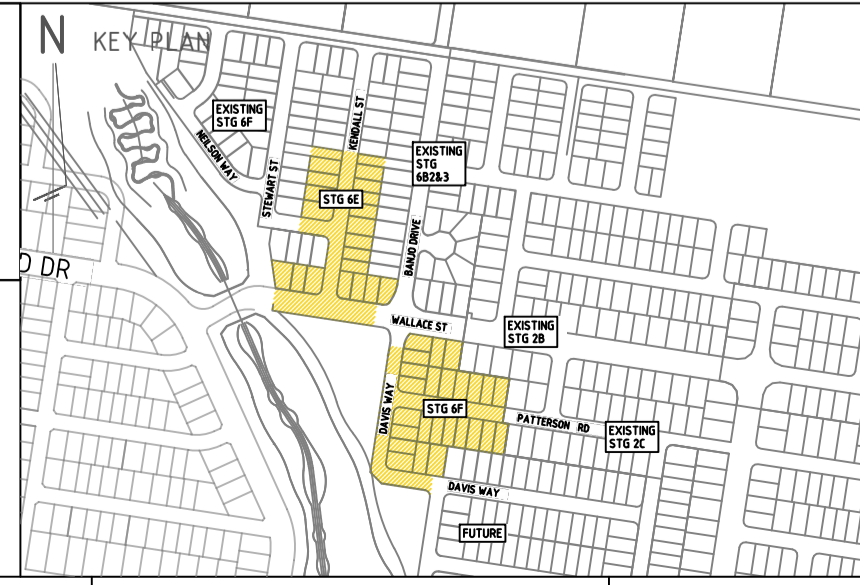 N
KEY PLAN
EXISTING
STG 6F
NEILSON WAY
STEWART ST
KENDALL ST
EXISTING
STG
6B2&3
STG 6E
BANJO DRIVE
D DR
WALLACE ST
EXISTING
STG 2B
DAVIS WAY
STG 6F
PATTERSON RD
EXISTING
STG 2C
DAVIS WAY
FUTURE